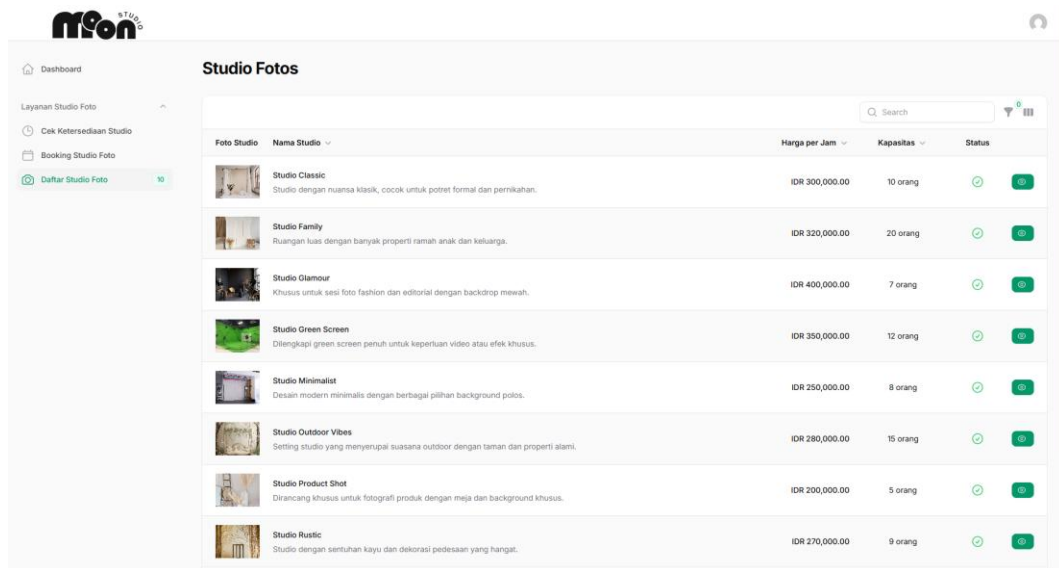 moon STUDIO
Dashboard
Studio Fotos
Layanan Studio Foto
Cek Ketersediaan Studio
Booking Studio Foto
Daftar Studio Foto 10
Search
0
Foto Studio Nama Studio Harga per Jam Kapasitas Status
Studio Classic
Studio dengan nuansa klasik, cocok untuk potret formal dan pernikahan.
IDR 300,000.00 10 orang
Studio Family
Ruangan luas dengan banyak properti ramah anak dan keluarga.
IDR 320,000.00 20 orang
Studio Glamour
Khusus untuk sesi foto fashion dan editorial dengan backdrop mewah.
IDR 400,000.00 7 orang
Studio Green Screen
Dilengkapi green screen penuh untuk keperluan video atau efek khusus.
IDR 350,000.00 12 orang
Studio Minimalist
Desain modern minimalis dengan berbagai pilihan background polos.
IDR 250,000.00 8 orang
Studio Outdoor Vibes
Setting studio yang menyerupai suasana outdoor dengan taman dan properti alami.
IDR 280,000.00 15 orang
Studio Product Shot
Dirancang khusus untuk fotografi produk dengan meja dan background khusus.
IDR 200,000.00 5 orang
Studio Rustic
Studio dengan sentuhan kayu dan dekorasi pedesaan yang hangat.
IDR 270,000.00 9 orang